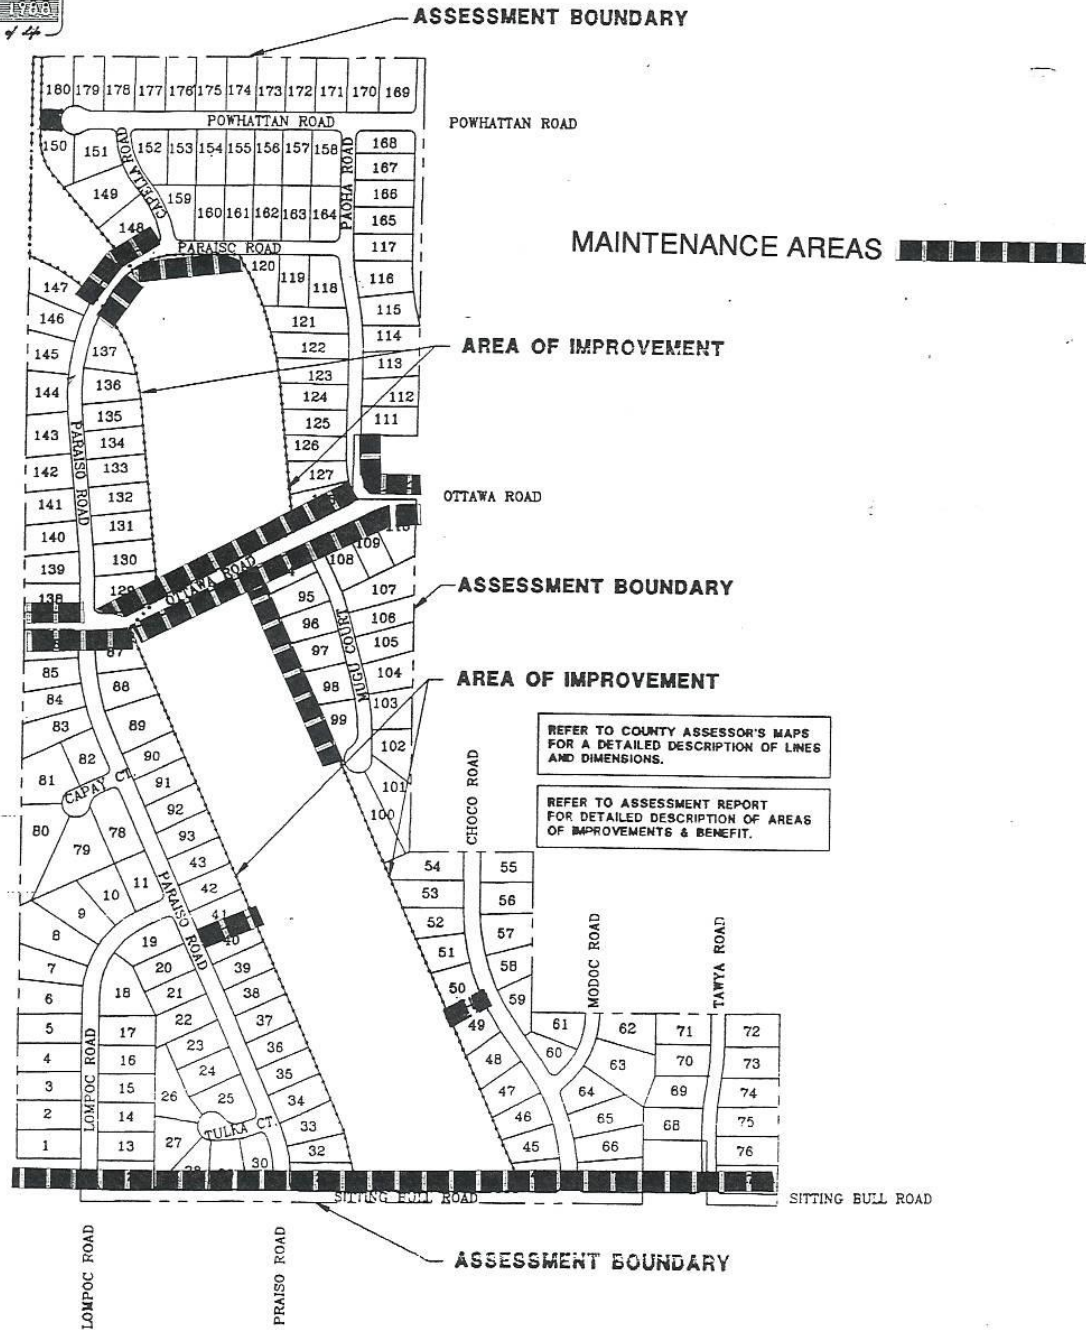 1788
ASSESSMENT BOUNDARY
180 179 178 177 176 175 174 173 172 171 170 169
POWHATTAN ROAD
POWHATTAN ROAD
150 151 152 153 154 155 156 157 158 168
CAPELLA ROAD
PAOHA ROAD
167
149 159 166
160 161 162 163 164 165
148
PARAISC ROAD
117
MAINTENANCE AREAS
147 120 119 118 116
146 121 115
145 137 122 114
AREA OF IMPROVEMENT
144 136 123 113
124 112
143 135 125 111
PARAISO ROAD
134 126
142 133 127
141 132
OTTAWA ROAD
140 131
139 130 108 109
OTTAWA ROAD
138 129 95 107
ASSESSMENT BOUNDARY
96 106
MUGU COURT
87 97 105
85 88 98 104
AREA OF IMPROVEMENT
84 103
83 89 99 102
REFER TO COUNTY ASSESSOR'S MAPS
FOR A DETAILED DESCRIPTION OF LINES
AND DIMENSIONS.
82 90
81 91 101
CAPAY CT.
REFER TO ASSESSMENT REPORT
FOR DETAILED DESCRIPTION OF AREAS
OF IMPROVEMENTS & BENEFIT.
CHOCO ROAD
80 78 92 100
79 93
43 54 55
10 11 42 53 56
PARAISO ROAD
9 41 52 57
8 19 40 51 58
7 20 39 50 59
6 18 21 38 49
MODOC ROAD
TAWYA ROAD
5 17 22 37 48 61 62 71 72
4 16 23 36 60 63 70 73
LOMPOC ROAD
3 15 24 35 47 64 69 74
2 14 26 25 34 46 65 68 75
TULKA CT.
1 13 27 33 45 66 76
28 30 32
SITTING BULL ROAD
SITTING BULL ROAD
LOMPOC ROAD
PRAISO ROAD
ASSESSMENT BOUNDARY